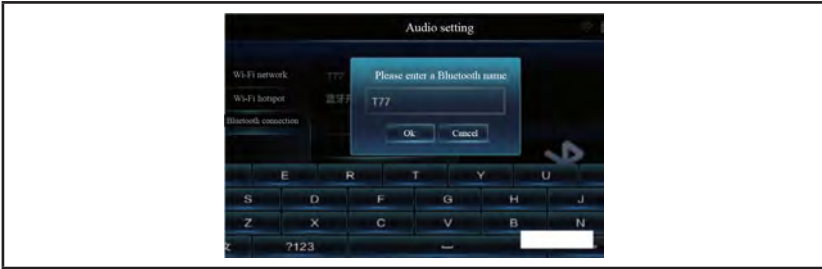 Audio setting
Wi-Fi network
T77
Please enter a Bluetooth name
Wi-Fi hotspot
蓝牙
T77
Bluetooth connection
Ok Cancel
E R T Y U
S D F G H J
Z X C V B N
?123